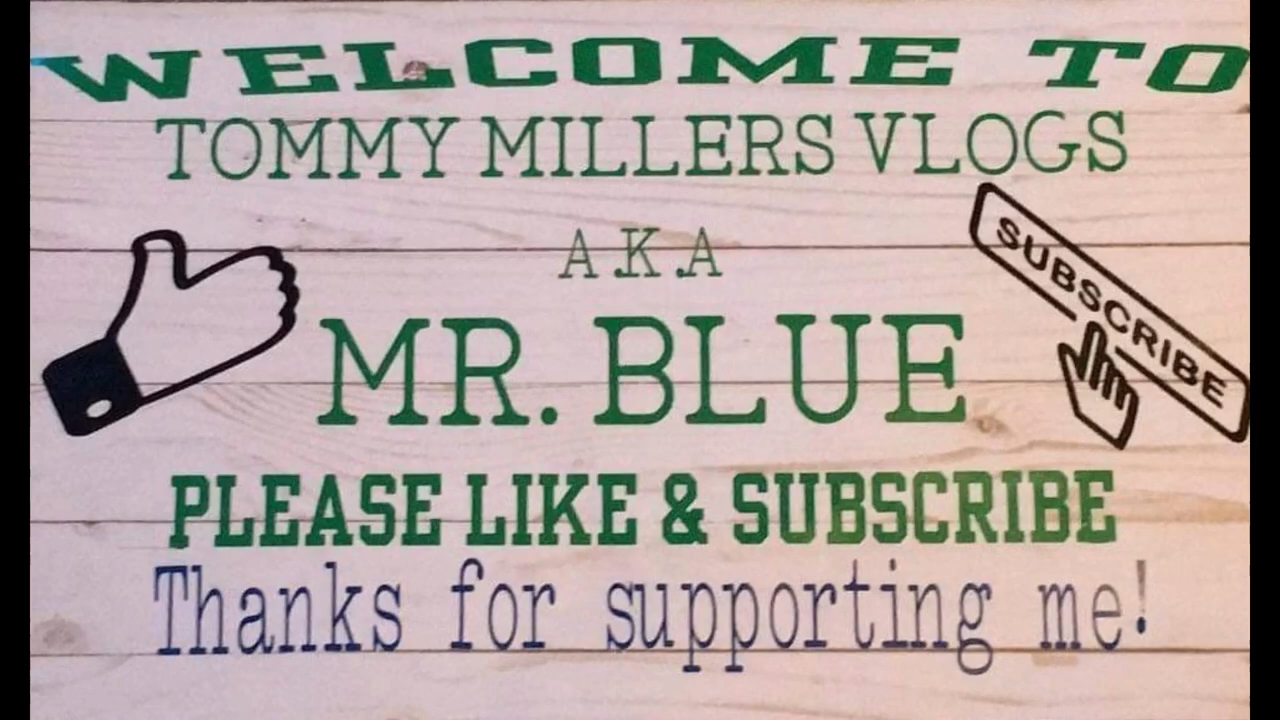 WELCOME TO
TOMMY MILLERS VLOGS
A.K.A
MR. BLUE
SUBSCRIBE
PLEASE LIKE & SUBSCRIBE
Thanks for supporting me!